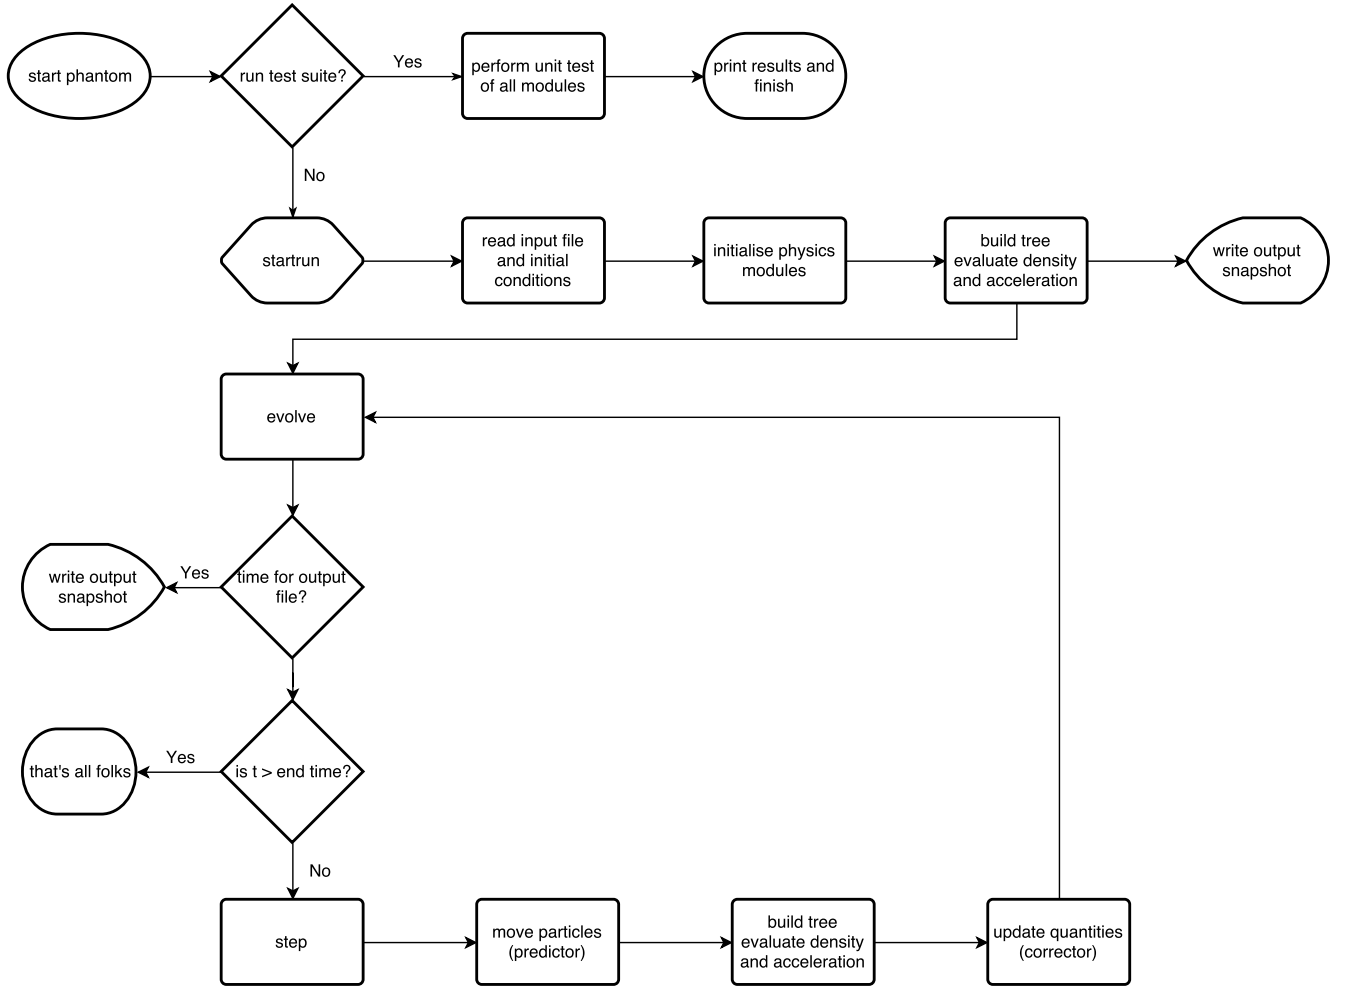 start phantom
run test suite?
Yes
perform unit test
of all modules
print results and
finish
No
startrun
read input file
and initial
conditions
initialise physics
modules
build tree
evaluate density
and acceleration
write output
snapshot
evolve
time for output
file?
Yes
write output
snapshot
is t > end time?
Yes
that's all folks
No
step
move particles
(predictor)
build tree
evaluate density
and acceleration
update quantities
(corrector)